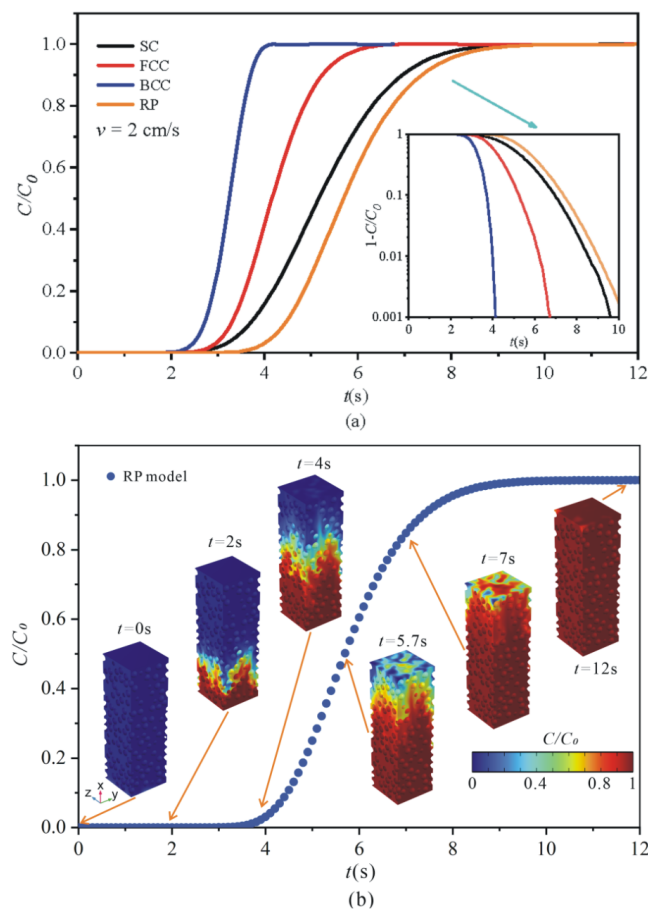 1.0
0.8
0.6
0.4
0.2
0.0
C/C0
SC
FCC
BCC
RP
v = 2 cm/s
1
0.1
0.01
0.001
1-C/C0
0 2 4 6 8 10
t(s)
0 2 4 6 8 10 12
t(s)
(a)
1.0
0.8
0.6
0.4
0.2
0.0
C/C0
RP model
t=4s
t=2s
t=7s
t=0s
t=5.7s
t=12s
C/C0
0 0.4 0.8 1
x
z y
0 2 4 6 8 10 12
t(s)
(b)